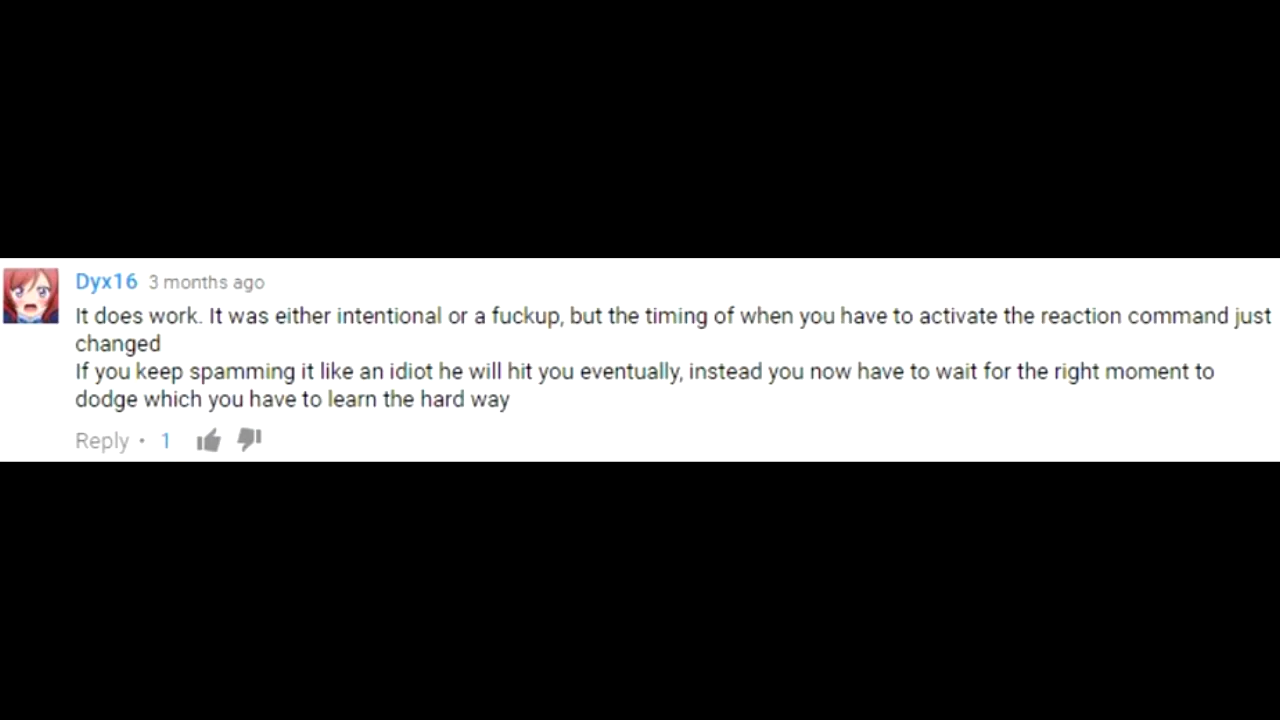 Dyx16 3 months ago
It does work. It was either intentional or a fuckup, but the timing of when you have to activate the reaction command just
changed
If you keep spamming it like an idiot he will hit you eventually, instead you now have to wait for the right moment to
dodge which you have to learn the hard way
Reply • 1